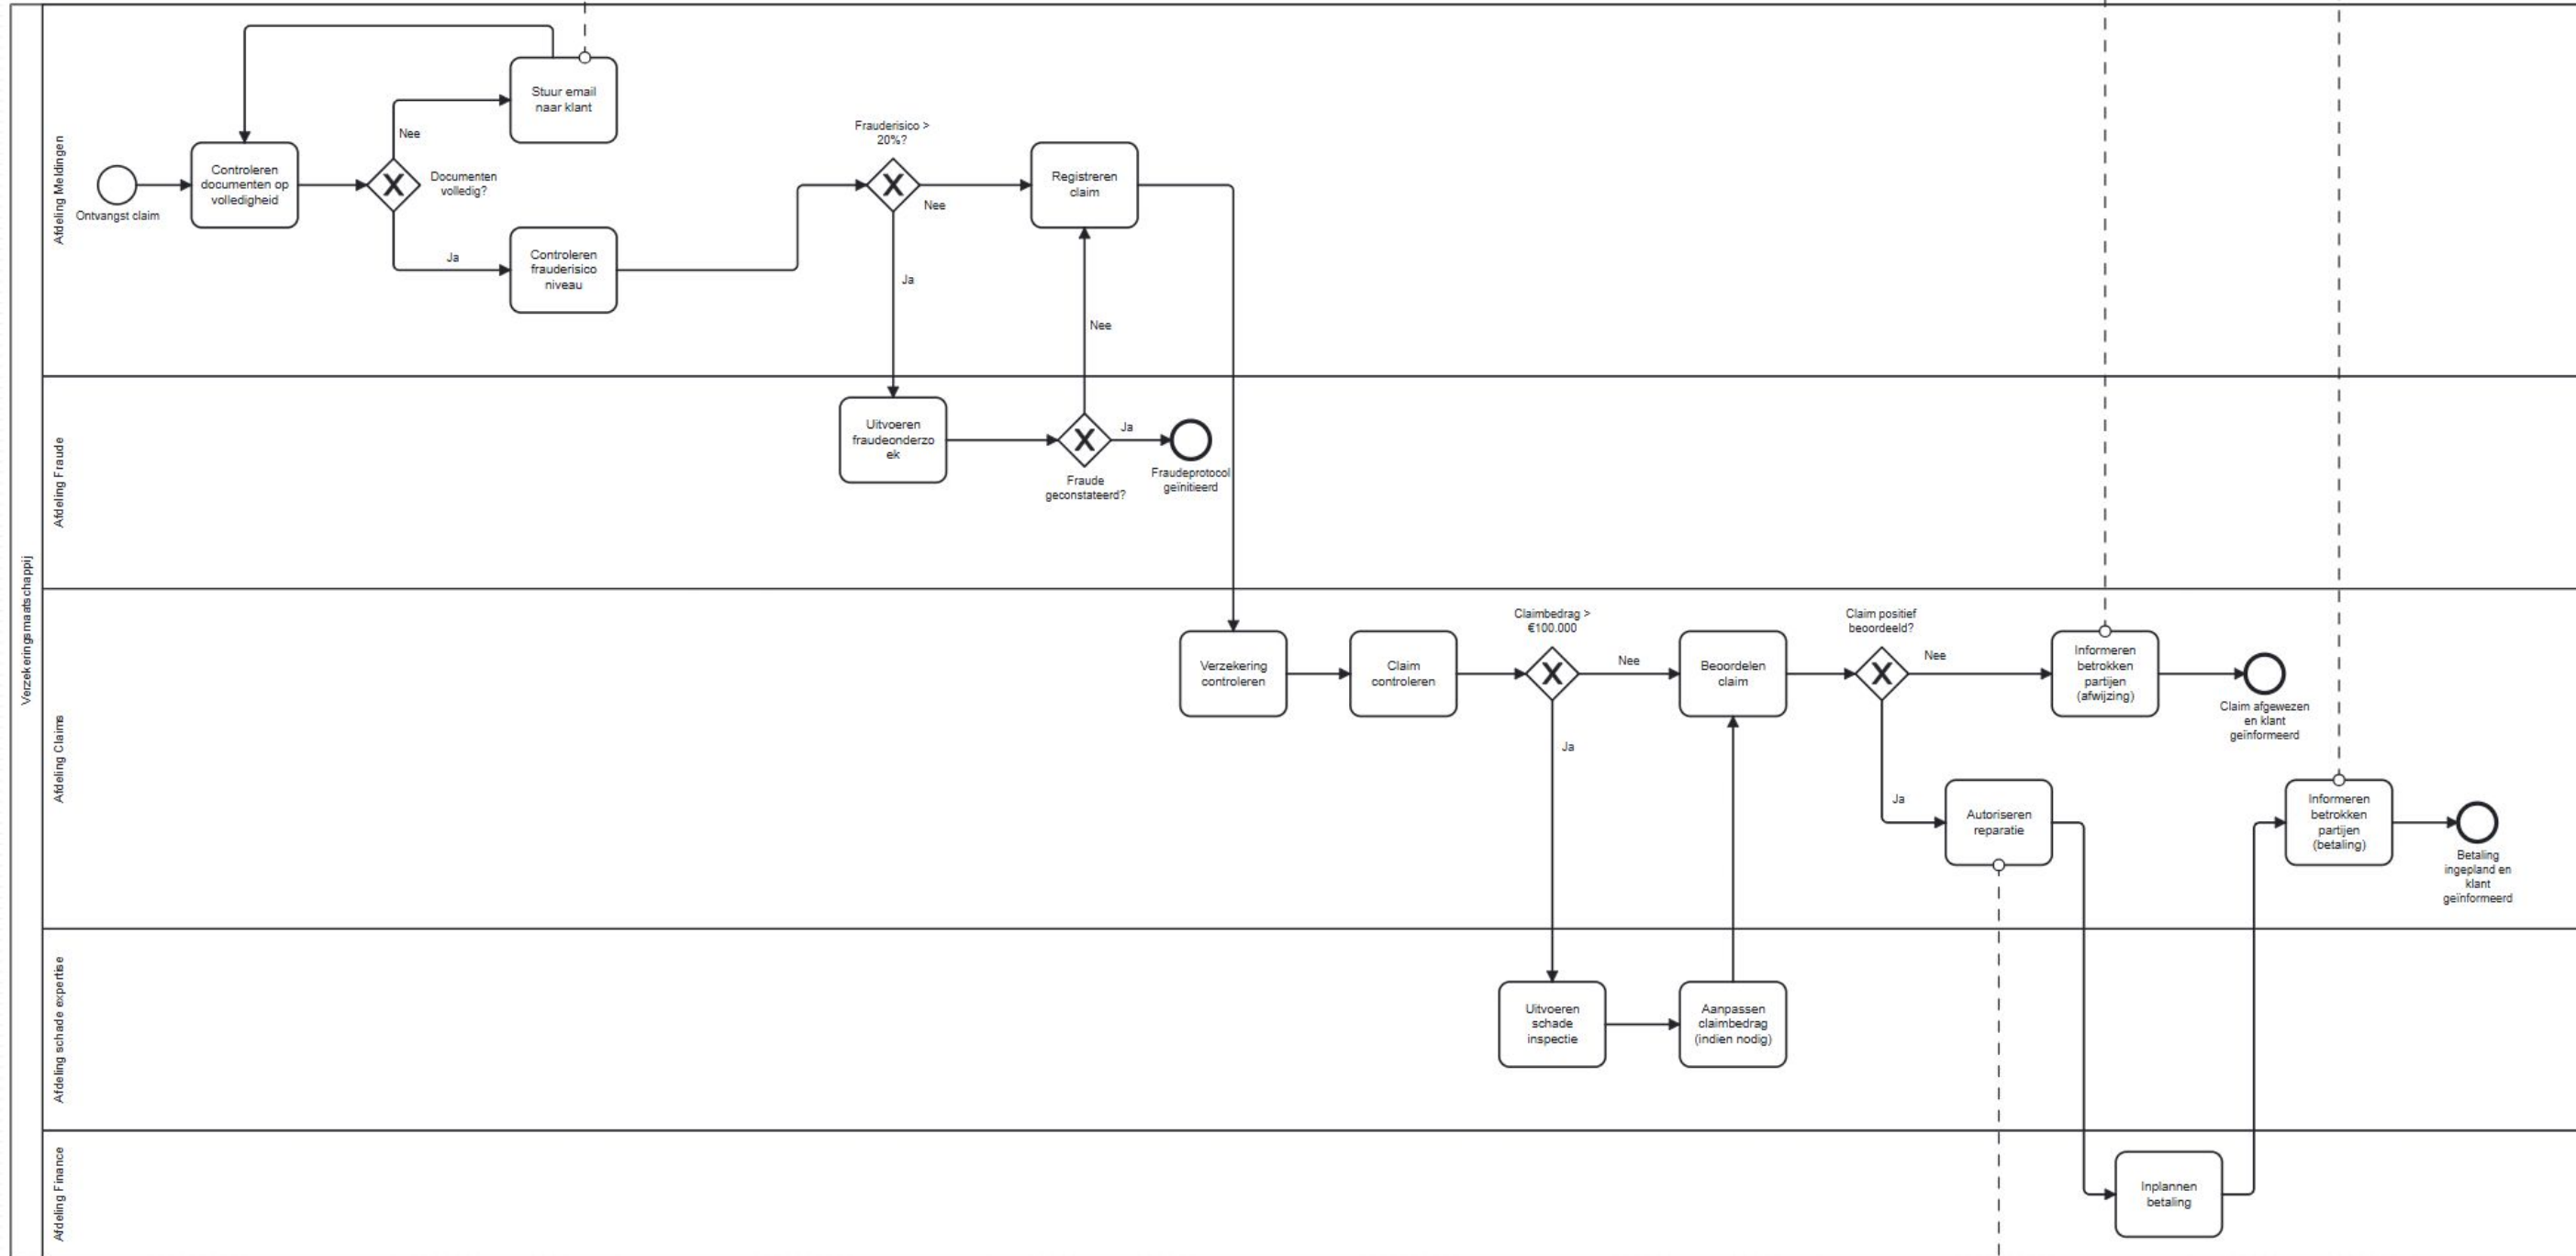 Verzekeringsmaatschappij
Afdeling Meldingen
Ontvangst claim
Controleren
documenten op
volledigheid
Documenten
volledig?
Nee
Ja
Stuur email
naar klant
Controleren
frauderisico
niveau
Frauderisico >
20%?
Nee
Ja
Registreren
claim
Nee
Afdeling Fraude
Uitvoeren
fraudeonderzo
ek
Fraude
geconstateerd?
Ja
Fraudeprotocol
geïnitieerd
Afdeling Claims
Verzekering
controleren
Claim
controleren
Claimbedrag >
€100.000
Nee
Ja
Beoordelen
claim
Claim positief
beoordeeld?
Nee
Ja
Informeren
betrokken
partijen
(afwijzing)
Claim afgewezen
en klant
geïnformeerd
Autoriseren
reparatie
Informeren
betrokken
partijen
(betaling)
Betaling
ingepland en
klant
geïnformeerd
Afdeling schade expertise
Uitvoeren
schade
inspectie
Aanpassen
claimbedrag
(indien nodig)
Afdeling Finance
Inplannen
betaling